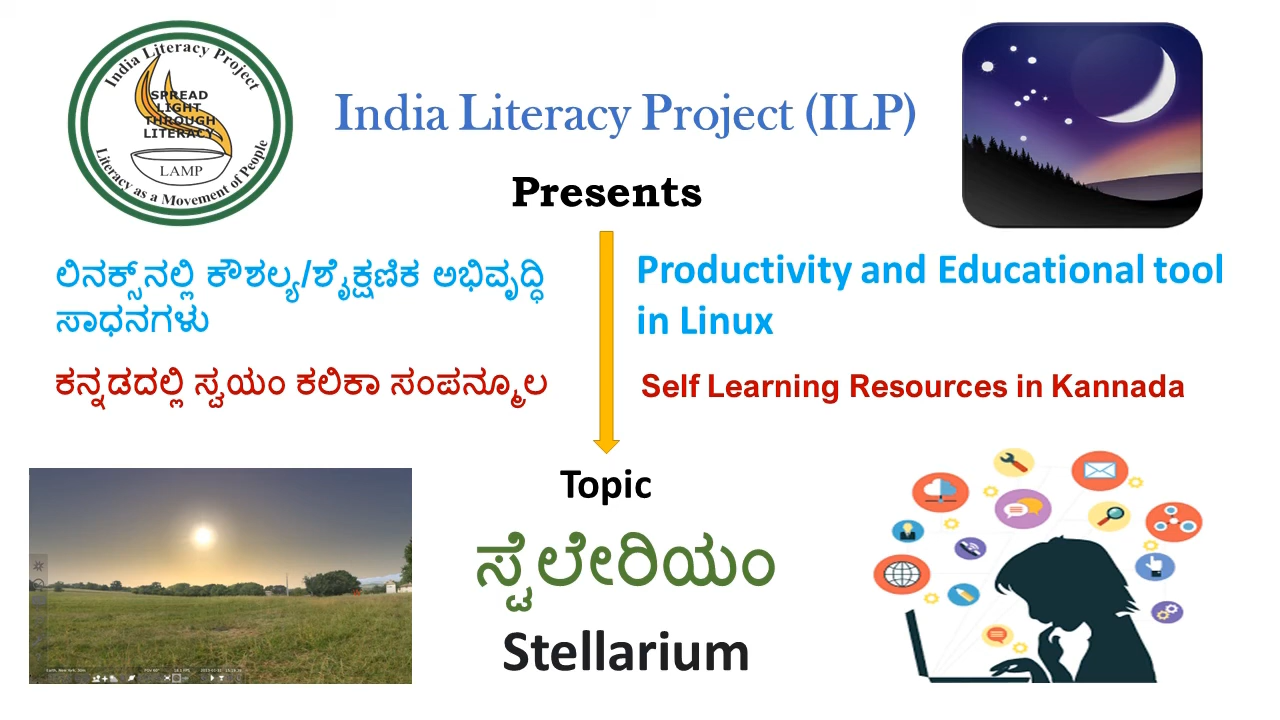 India Literacy Project
SPREAD
LIGHT
THROUGH
LITERACY
LAMP
Literacy as a Movement of People
India Literacy Project (ILP)
Presents
ಲಿನಕ್ಸ್‌ನಲ್ಲಿ ಕೌಶಲ್ಯ/ಶೈಕ್ಷಣಿಕ ಅಭಿವೃದ್ಧಿ
ಸಾಧನಗಳು
ಕನ್ನಡದಲ್ಲಿ ಸ್ವಯಂ ಕಲಿಕಾ ಸಂಪನ್ಮೂಲ
Productivity and Educational tool
in Linux
Self Learning Resources in Kannada
Topic
ಸ್ಟೆಲೇರಿಯಂ
Stellarium